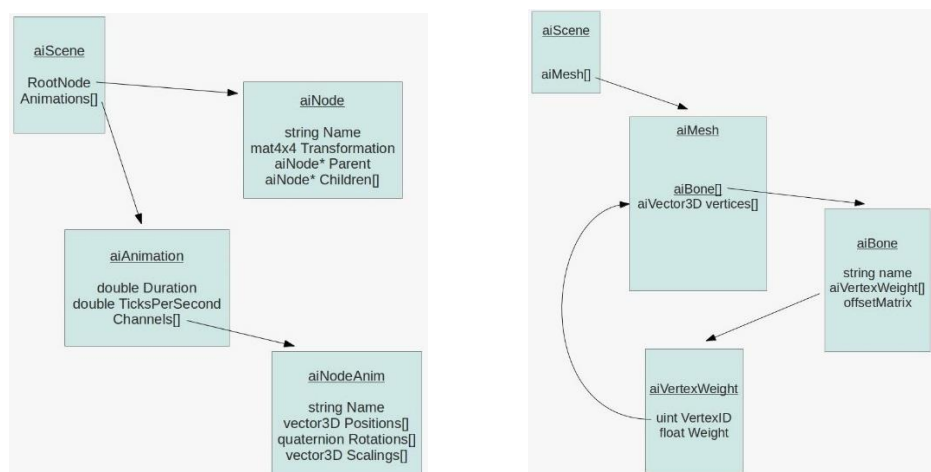 aiScene
RootNode
Animations[]
aiNode
string Name
mat4x4 Transformation
aiNode* Parent
aiNode* Children[]
aiAnimation
double Duration
double TicksPerSecond
Channels[]
aiNodeAnim
string Name
vector3D Positions[]
quaternion Rotations[]
vector3D Scalings[]
aiScene
aiMesh[]
aiMesh
aiBone[]
aiVector3D vertices[]
aiBone
string name
aiVertexWeight[]
offsetMatrix
aiVertexWeight
uint VertexID
float Weight